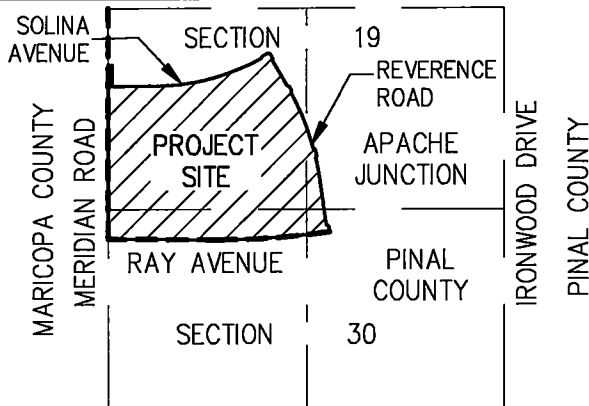 SOLINA
AVENUE
SECTION 19
REVERENCE
ROAD
PROJECT
SITE
APACHE
JUNCTION
MARICOPA COUNTY
MERIDIAN ROAD
IRONWOOD DRIVE
PINAL COUNTY
RAY AVENUE
PINAL
COUNTY
SECTION 30